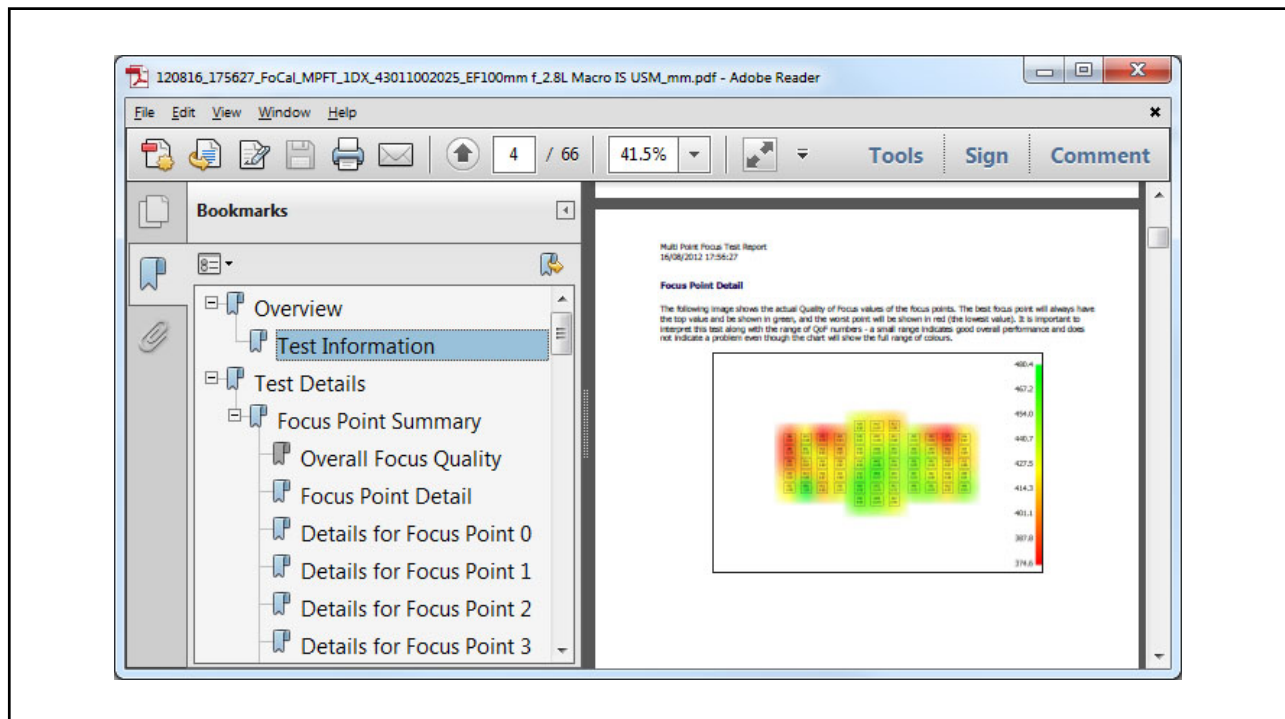 120816_175627_FoCal_MPFT_1DX_43011002025_EF100mm f_2.8L Macro IS USM_mm.pdf - Adobe Reader
File Edit View Window Help
4 / 66 41.5% Tools Sign Comment
Bookmarks
Overview
Test Information
Test Details
Focus Point Summary
Overall Focus Quality
Focus Point Detail
Details for Focus Point 0
Details for Focus Point 1
Details for Focus Point 2
Details for Focus Point 3
Multi Point Focus Test Report
16/08/2012 17:56:27
Focus Point Detail
The following image shows the actual Quality of Focus values of the focus points. The best focus point will always have
the top value and be shown in green, and the worst point will be shown in red (the lowest value). It is important to
interpret this test along with the range of QoF numbers - a small range indicates good overall performance and does
not indicate a problem even though the chart will show the full range of colours.
480.4
467.2
454.0
440.7
427.5
414.3
401.1
387.8
374.6